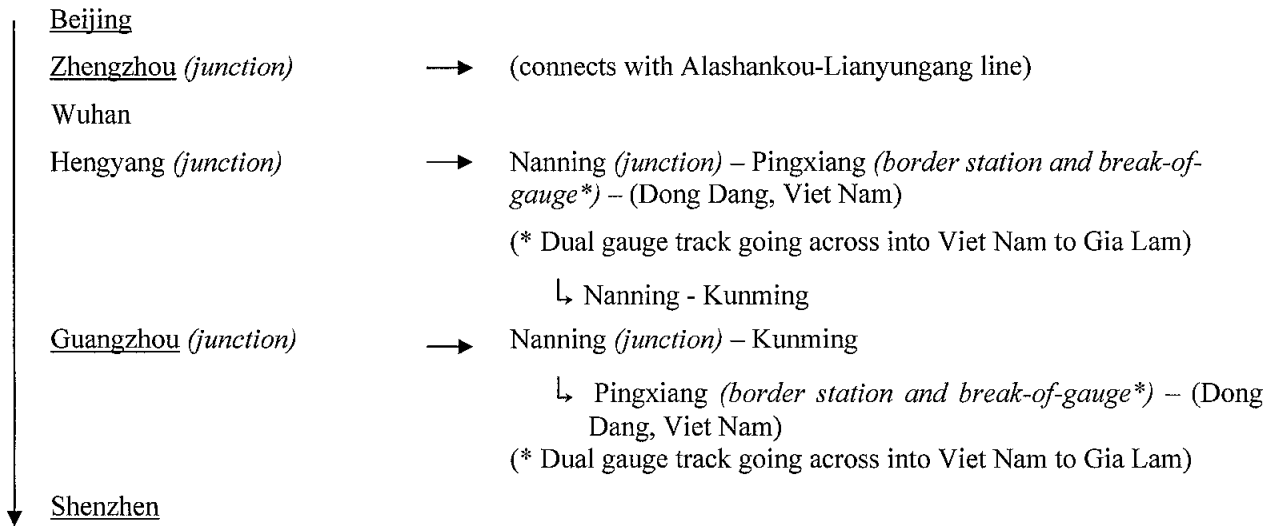 Beijing
Zhengzhou (junction) → (connects with Alashankou-Lianyungang line)
Wuhan
Hengyang (junction) → Nanning (junction) – Pingxiang (border station and break-of-
gauge*) – (Dong Dang, Viet Nam)
(* Dual gauge track going across into Viet Nam to Gia Lam)
↳ Nanning - Kunming
Guangzhou (junction) → Nanning (junction) – Kunming
↳ Pingxiang (border station and break-of-gauge*) – (Dong
Dang, Viet Nam)
(* Dual gauge track going across into Viet Nam to Gia Lam)
Shenzhen